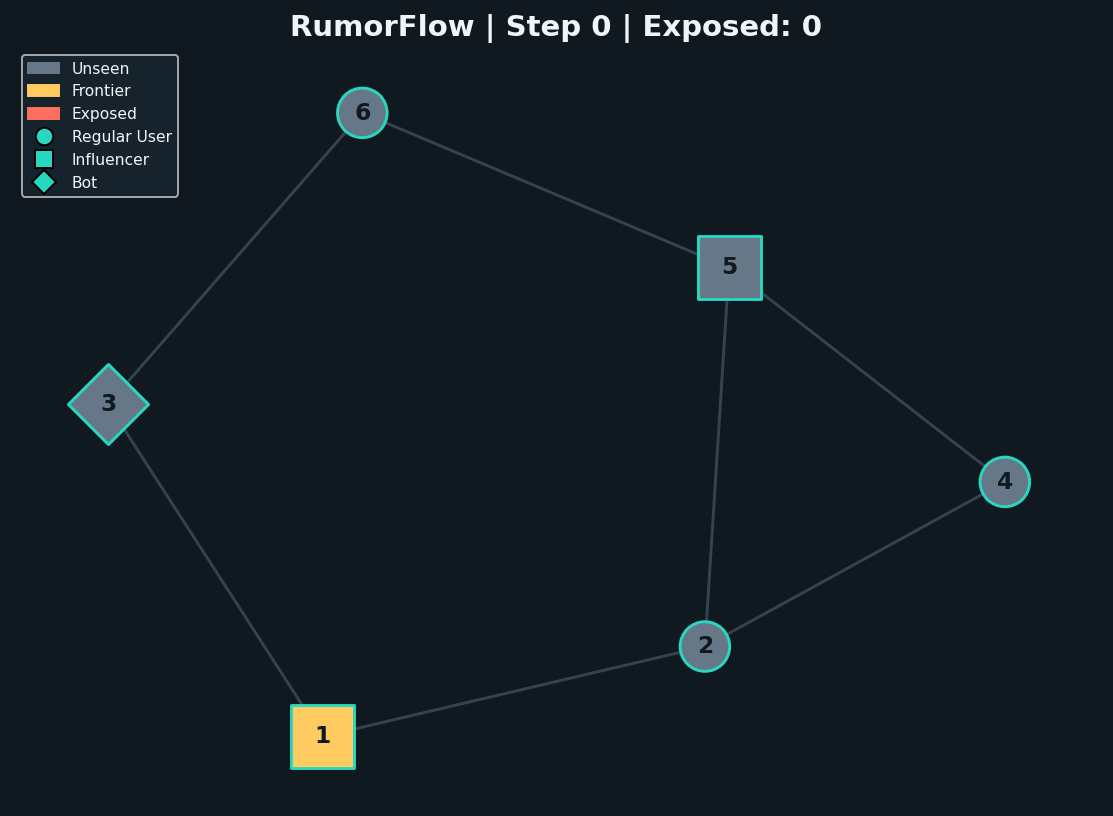 RumorFlow | Step 0 | Exposed: 0
Unseen
Frontier
Exposed
Regular User
Influencer
Bot
6
5
3
4
2
1